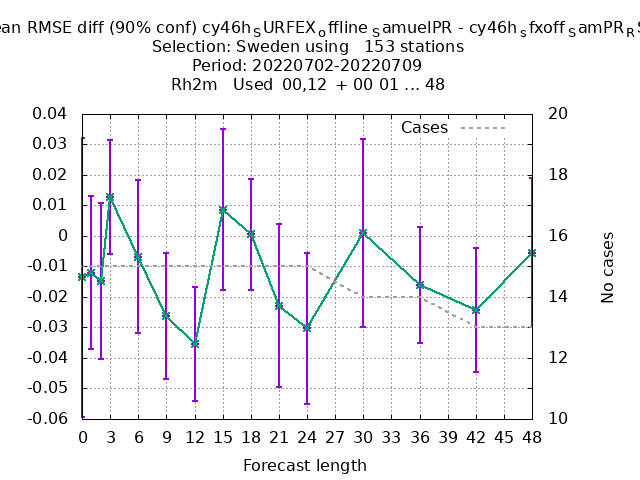 ean RMSE diff (90% conf) cy46h_SURFEX_offline_SamuelPR - cy46h_sfxoff_SamPR_RS
Selection: Sweden using 153 stations
Period: 20220702-20220709
Rh2m Used 00,12 + 00 01 ... 48
Cases
0.04
0.03
0.02
0.01
0
-0.01
-0.02
-0.03
-0.04
-0.05
-0.06
20
18
16
14
12
10
No cases
0 3 6 9 12 15 18 21 24 27 30 33 36 39 42 45 48
Forecast length